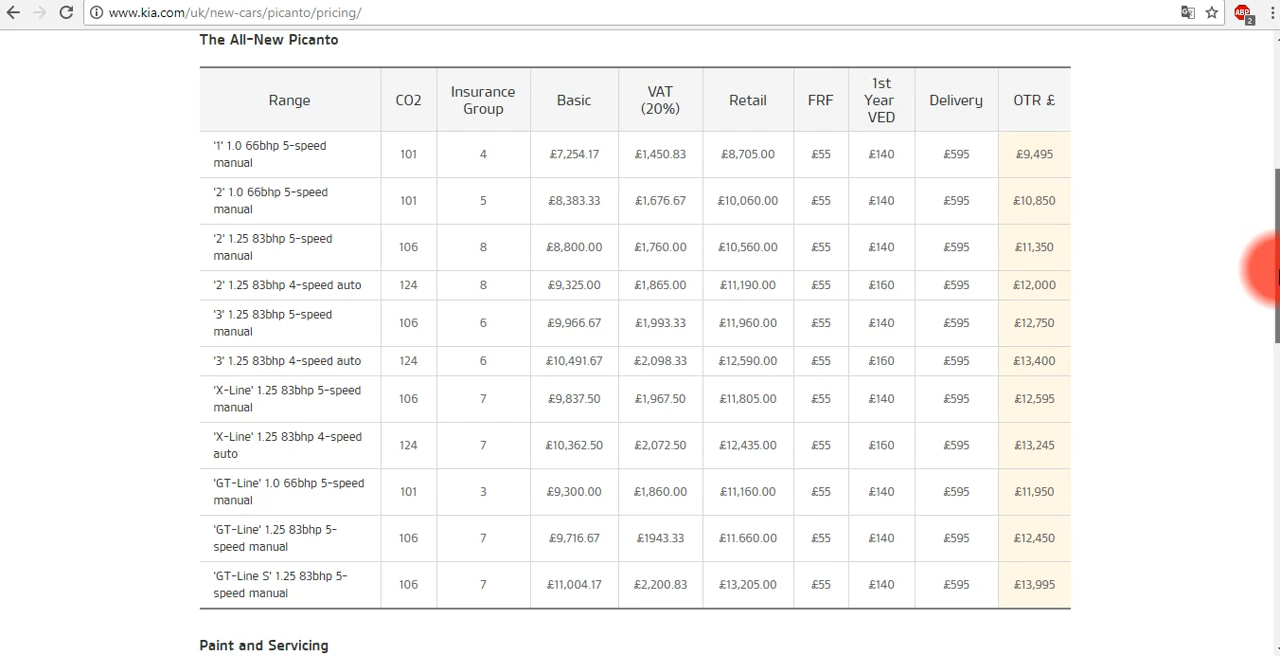 www.kia.com/uk/new-cars/picanto/pricing/
ABP
2
The All-New Picanto
Range CO2 Insurance Group Basic VAT (20%) Retail FRF 1st Year VED Delivery OTR £
'1' 1.0 66bhp 5-speed manual 101 4 £7,254.17 £1,450.83 £8,705.00 £55 £140 £595 £9,495
'2' 1.0 66bhp 5-speed manual 101 5 £8,383.33 £1,676.67 £10,060.00 £55 £140 £595 £10,850
'2' 1.25 83bhp 5-speed manual 106 8 £8,800.00 £1,760.00 £10,560.00 £55 £140 £595 £11,350
'2' 1.25 83bhp 4-speed auto 124 8 £9,325.00 £1,865.00 £11,190.00 £55 £160 £595 £12,000
'3' 1.25 83bhp 5-speed manual 106 6 £9,966.67 £1,993.33 £11,960.00 £55 £140 £595 £12,750
'3' 1.25 83bhp 4-speed auto 124 6 £10,491.67 £2,098.33 £12,590.00 £55 £160 £595 £13,400
'X-Line' 1.25 83bhp 5-speed manual 106 7 £9,837.50 £1,967.50 £11,805.00 £55 £140 £595 £12,595
'X-Line' 1.25 83bhp 4-speed auto 124 7 £10,362.50 £2,072.50 £12,435.00 £55 £160 £595 £13,245
'GT-Line' 1.0 66bhp 5-speed manual 101 3 £9,300.00 £1,860.00 £11,160.00 £55 £140 £595 £11,950
'GT-Line' 1.25 83bhp 5-speed manual 106 7 £9,716.67 £1943.33 £11.660.00 £55 £140 £595 £12,450
'GT-Line S' 1.25 83bhp 5-speed manual 106 7 £11,004.17 £2,200.83 £13,205.00 £55 £140 £595 £13,995
Paint and Servicing